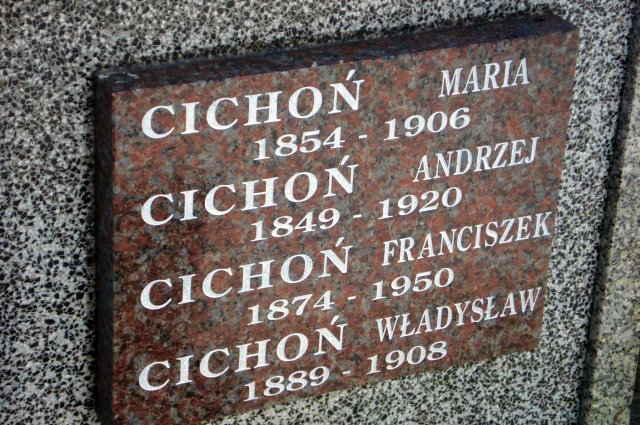 CICHOŃ MARIA
1854 - 1906
CICHOŃ ANDRZEJ
1849 - 1920
CICHOŃ FRANCISZEK
1874 - 1950
CICHOŃ WŁADYSŁAW
1889 - 1908